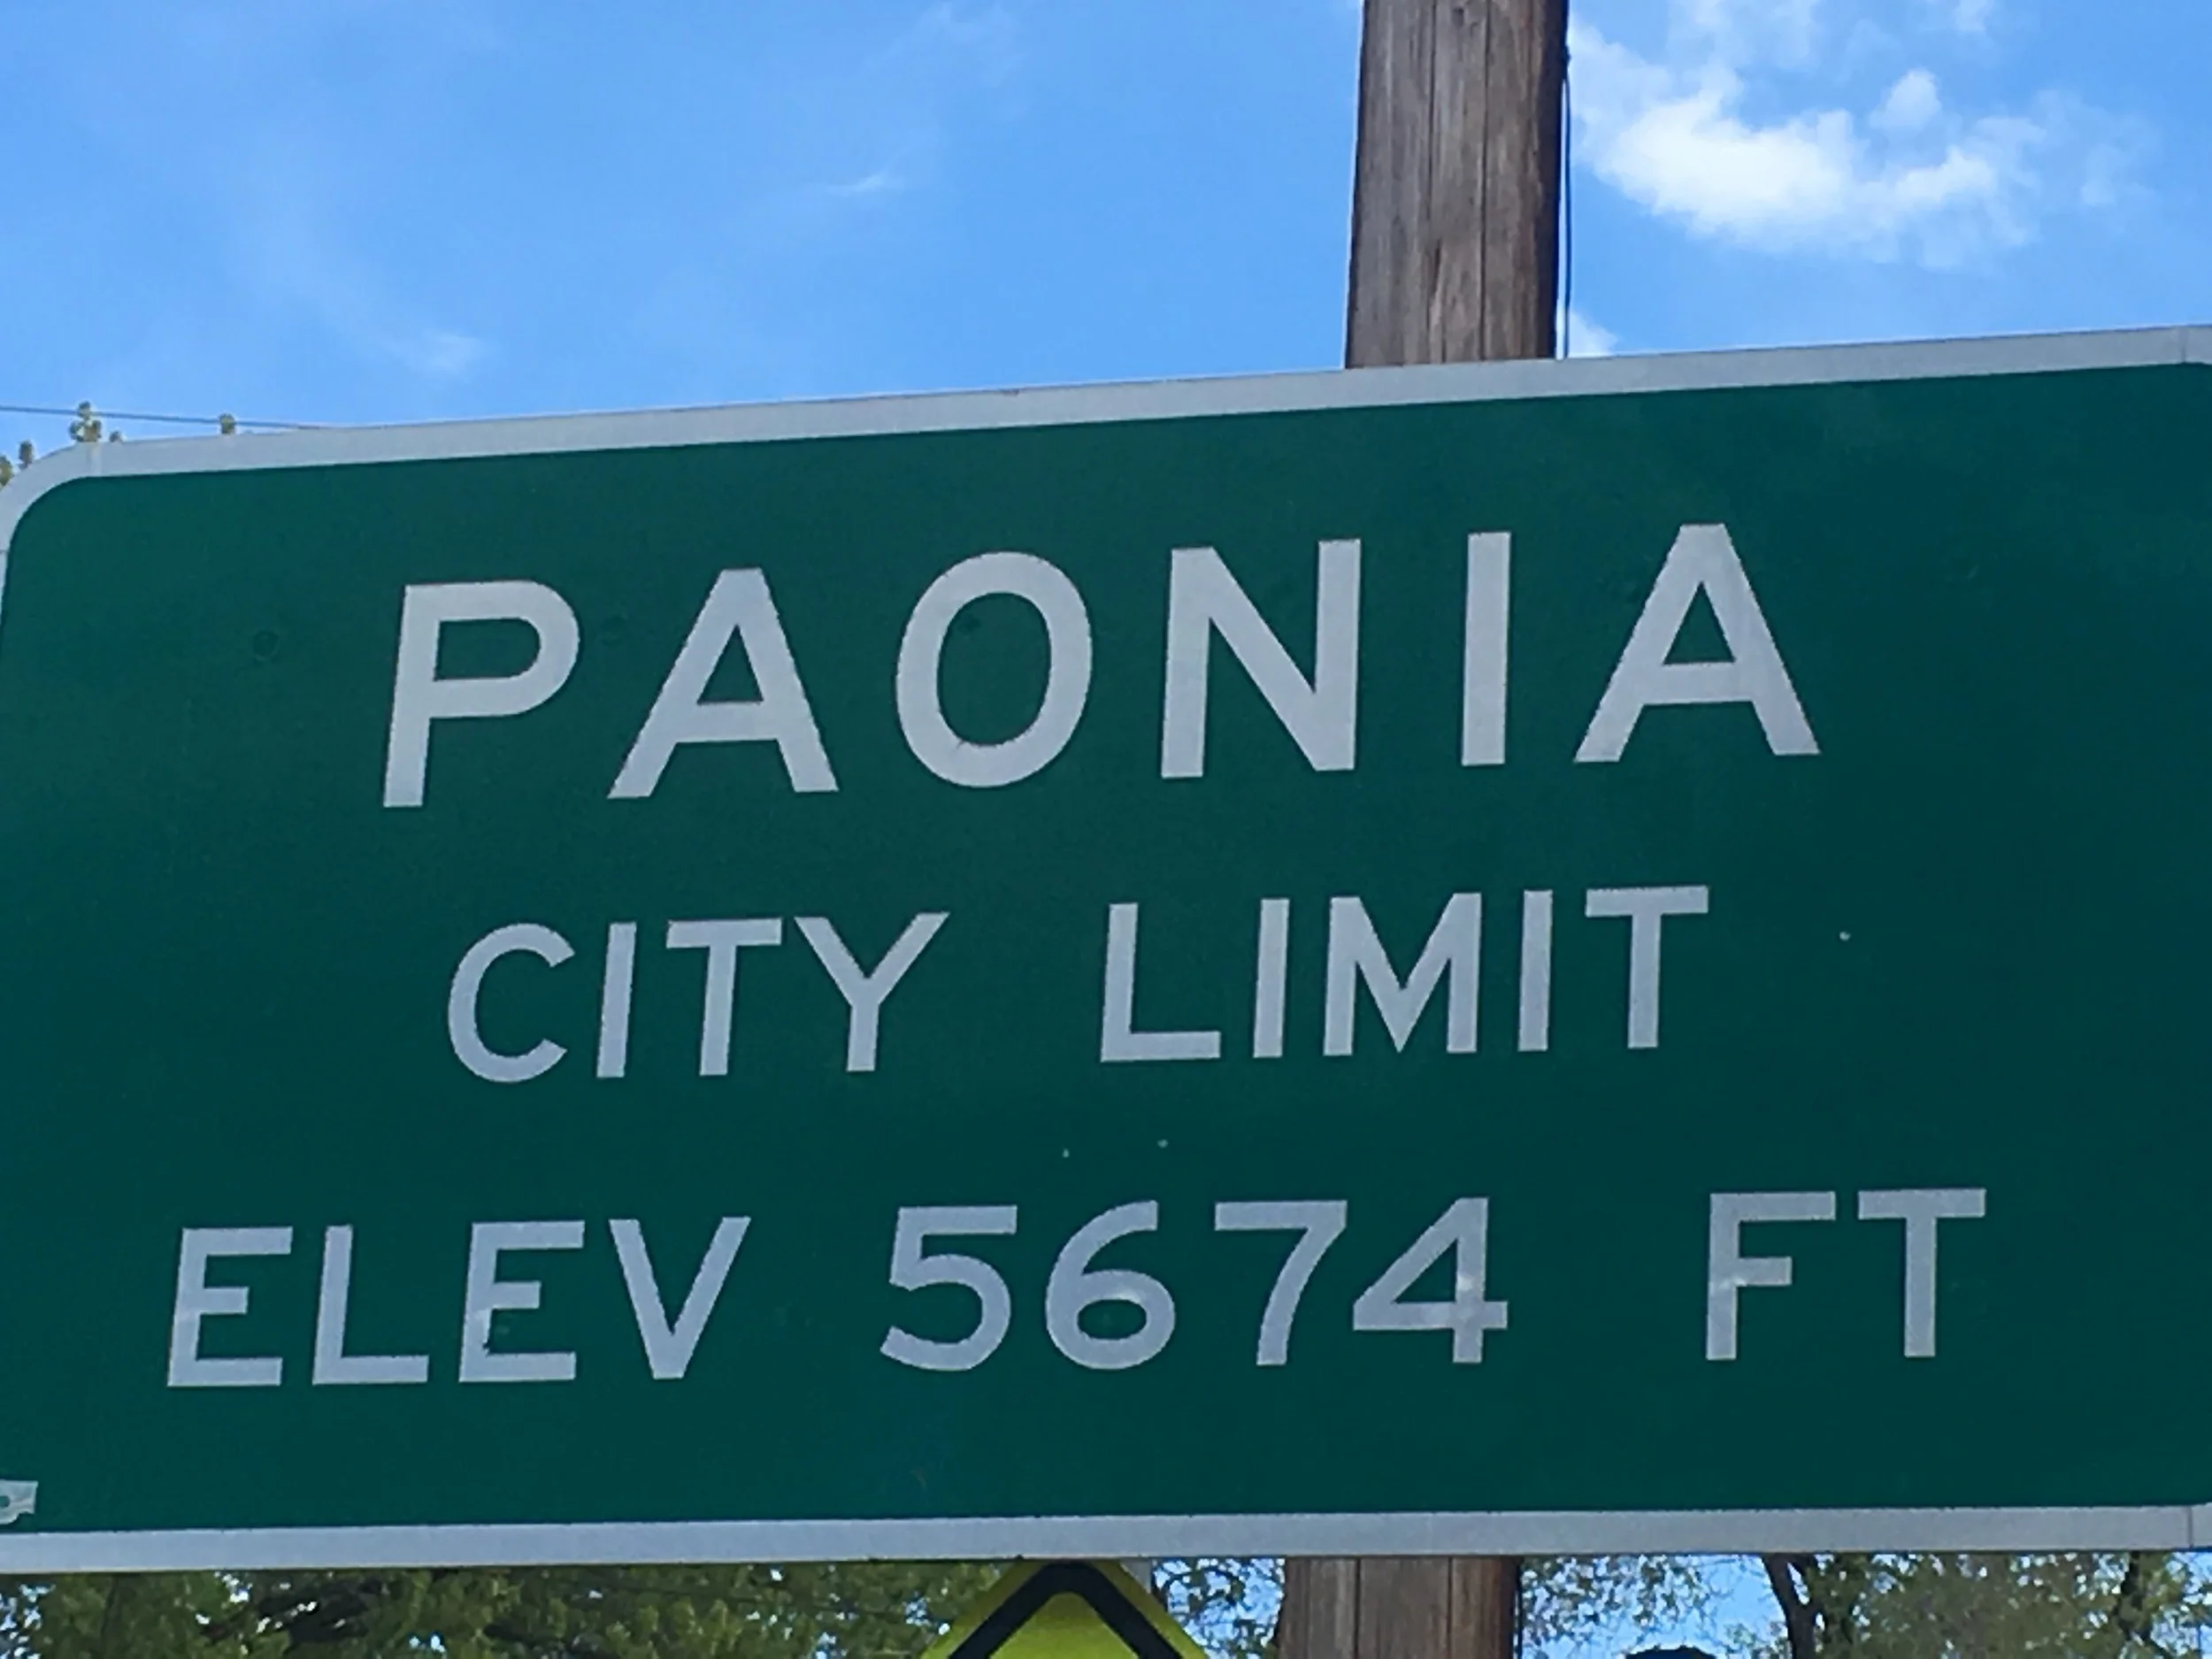 PAONIA
CITY LIMIT
ELEV 5674 FT